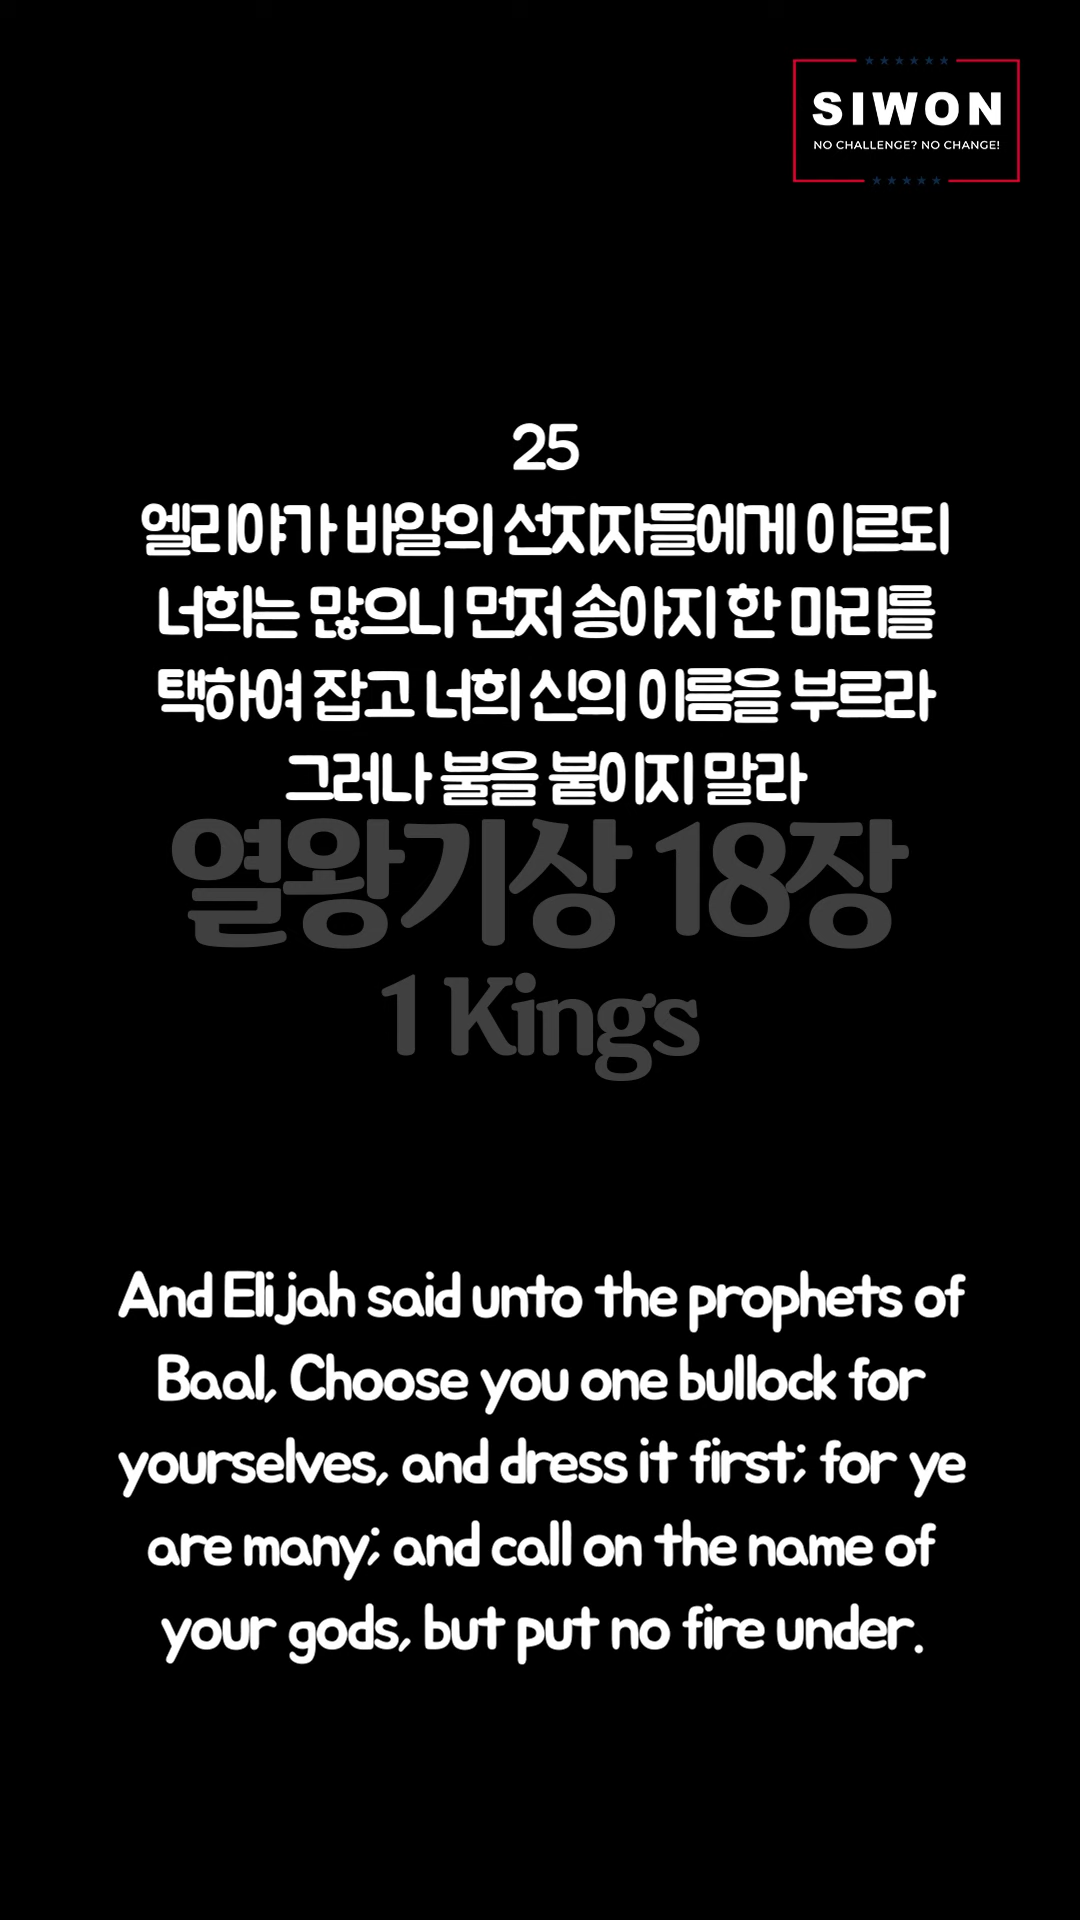 SIWON
NO CHALLENGE? NO CHANGE!
25
엘리야가 바알의 선지자들에게 이르되
너희는 많으니 먼저 송아지 한 마리를
택하여 잡고 너희 신의 이름을 부르라
그러나 불을 붙이지 말라
열왕기상 18장
1 Kings
And Elijah said unto the prophets of
Baal, Choose you one bullock for
yourselves, and dress it first; for ye
are many; and call on the name of
your gods, but put no fire under.